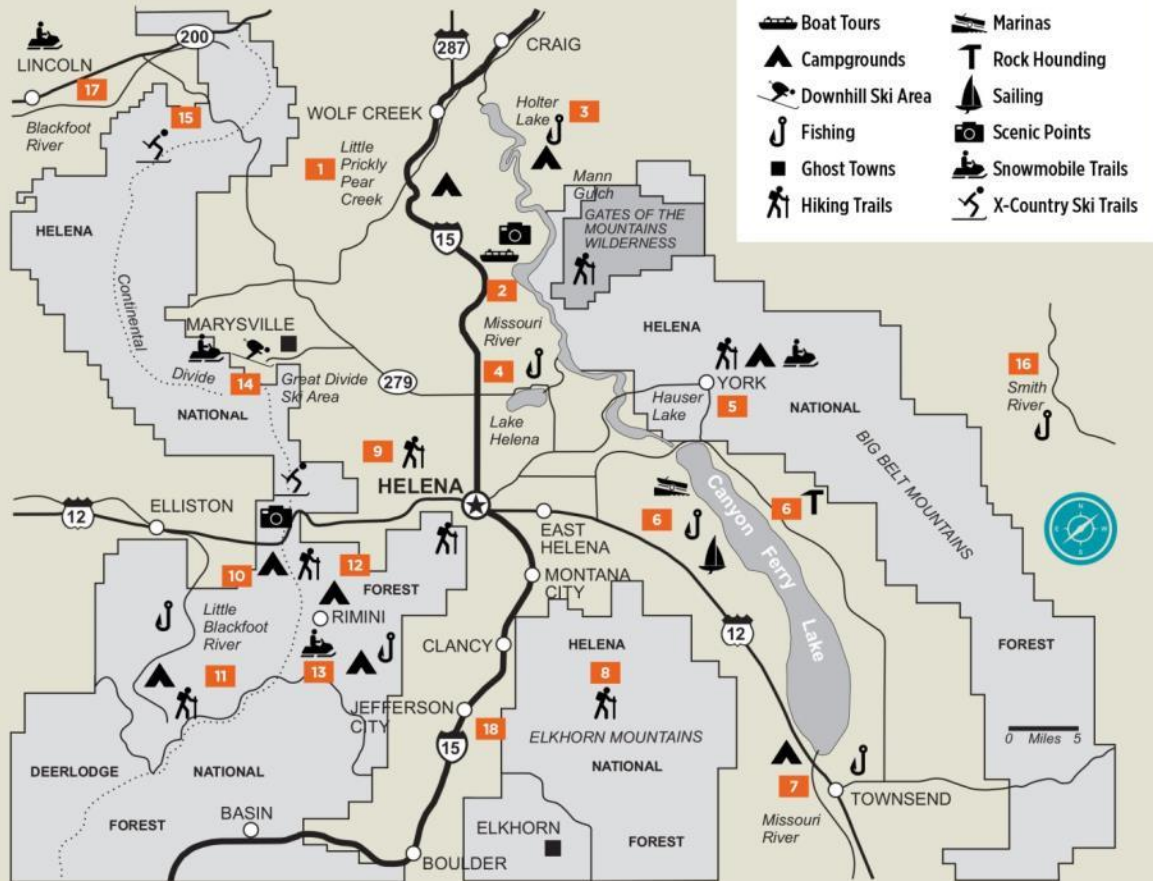 Boat Tours
Campgrounds
Downhill Ski Area
Fishing
Ghost Towns
Hiking Trails
Marinas
Rock Hounding
Sailing
Scenic Points
Snowmobile Trails
X-Country Ski Trails
200
LINCOLN
17
Blackfoot
River
15
287
CRAIG
WOLF CREEK
Holter
Lake
3
1
Little
Prickly
Pear
Creek
Mann
Gulch
GATES OF THE
MOUNTAINS
WILDERNESS
15
HELENA
Continental
2
MARYSVILLE
Missouri
River
HELENA
Divide
14
Great Divide
Ski Area
279
4
16
Smith
River
YORK
5
Hauser
Lake
NATIONAL
NATIONAL
Lake
Helena
BIG BELT MOUNTAINS
9
HELENA
12
ELLISTON
EAST
HELENA
6
6
Canyon
Ferry
Lake
MONTANA
CITY
10
12
FOREST
Little
Blackfoot
River
RIMINI
12
CLANCY
HELENA
FOREST
11
13
8
JEFFERSON
CITY
18
ELKHORN MOUNTAINS
0 Miles 5
15
DEERLODGE
NATIONAL
NATIONAL
7
TOWNSEND
BASIN
Missouri
River
FOREST
ELKHORN
FOREST
BOULDER